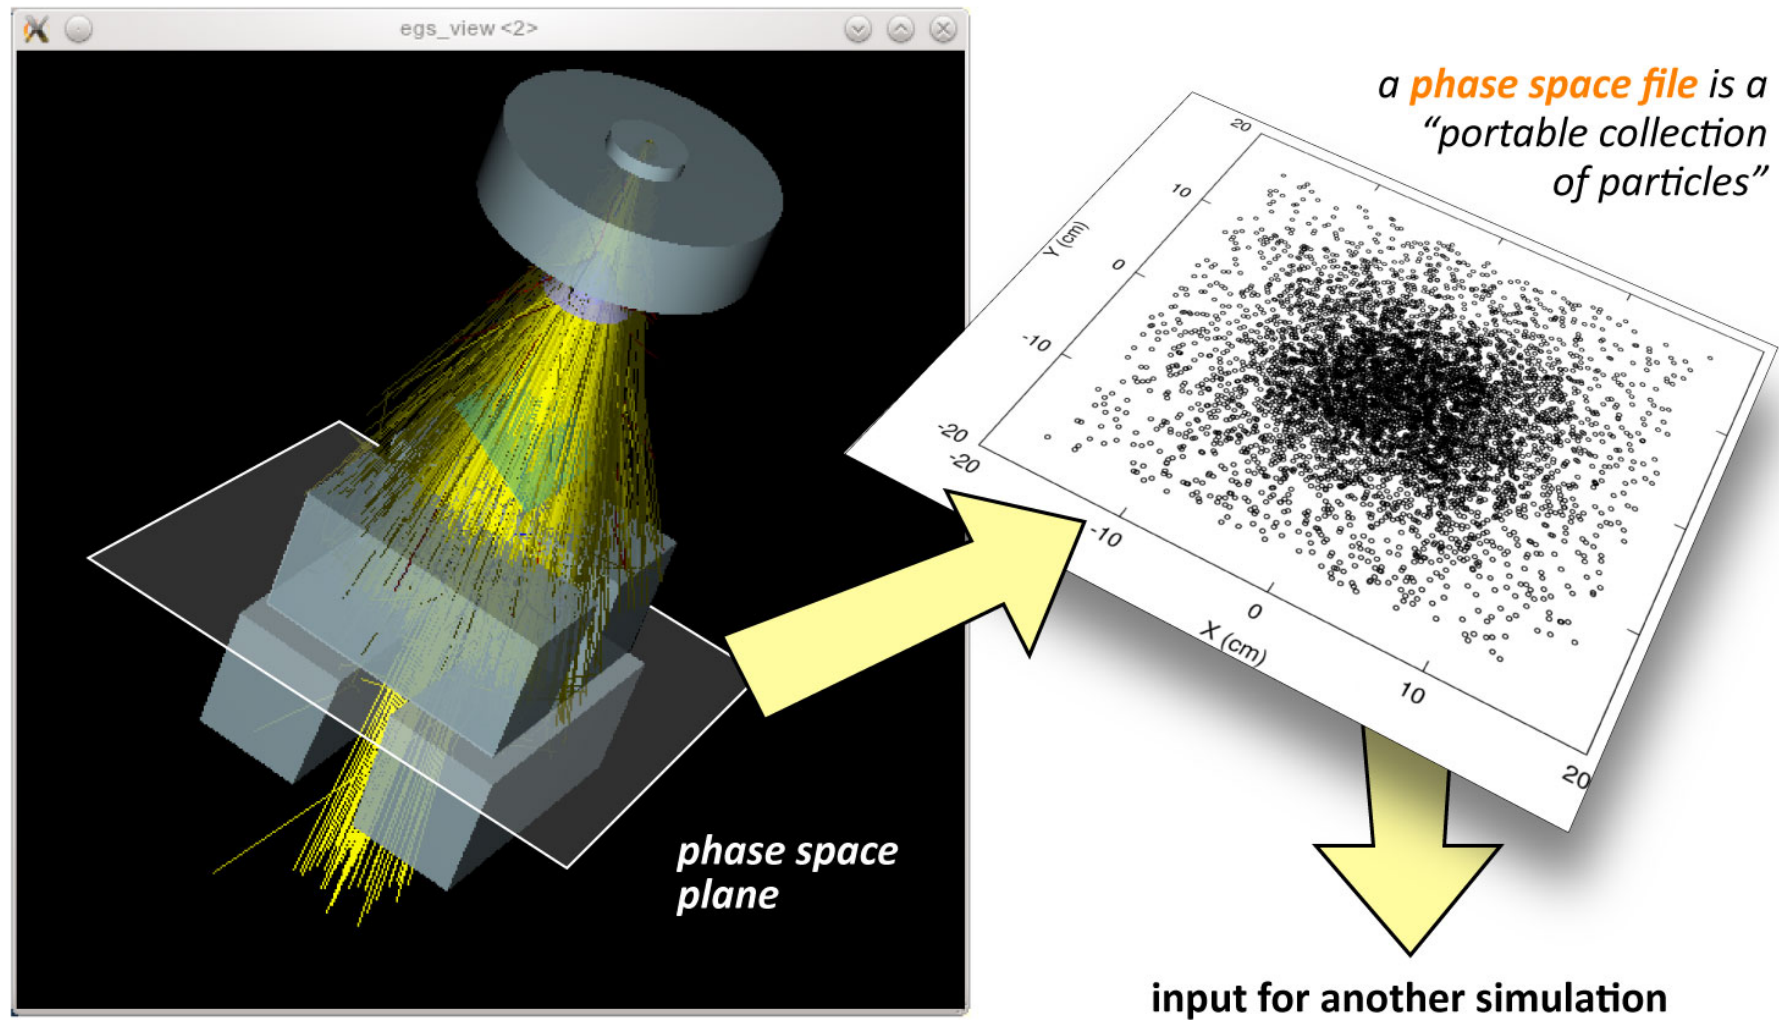 egs_view <2>
a phase space file is a
“portable collection
of particles”
20
10
0
-10
-20
Y (cm)
-20
-10
0
10
20
X (cm)
phase space
plane
input for another simulation